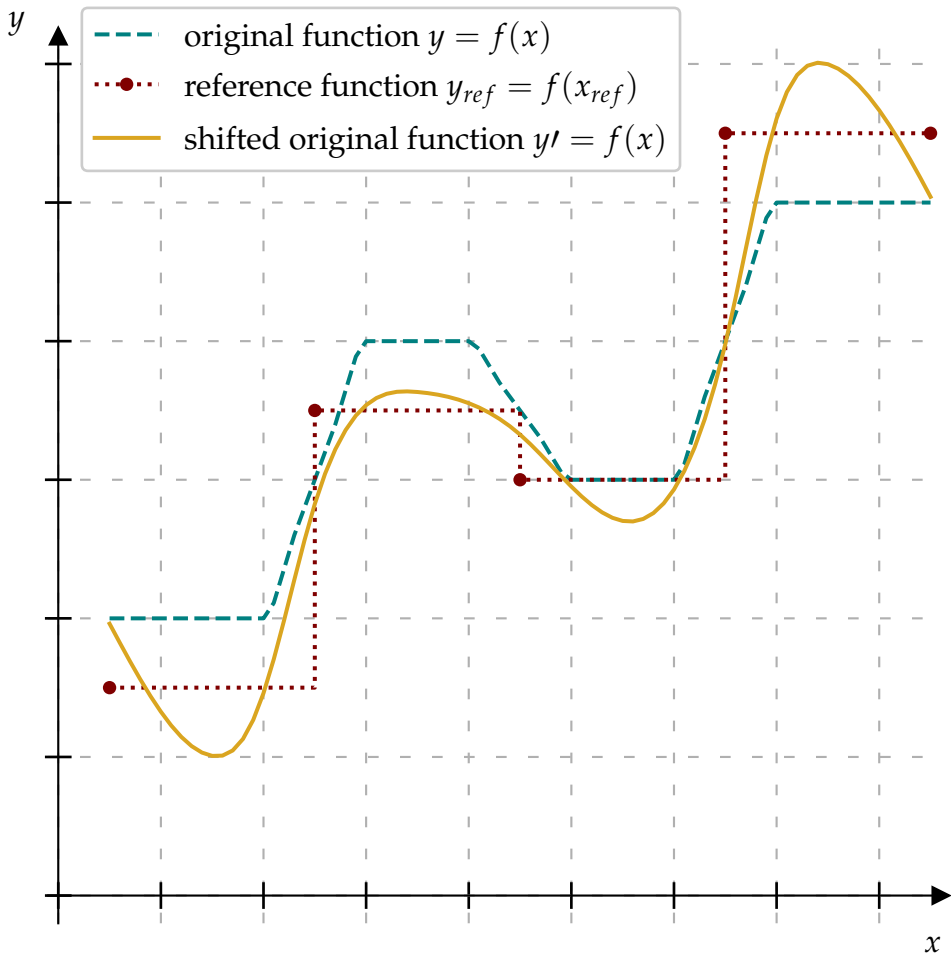 y
original function y = f(x)
reference function y_ref = f(x_ref)
shifted original function y′ = f(x)
x